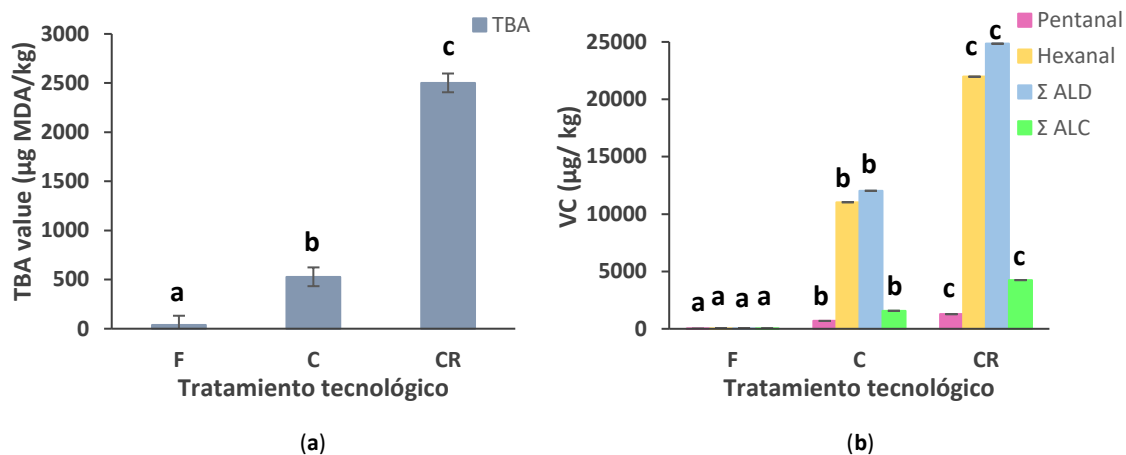 TBA value (µg MDA/kg)
3000
2500
2000
1500
1000
500
0
TBA
a
b
c
F C CR
Tratamiento tecnológico
(a)
VC (µg/ kg)
25000
20000
15000
10000
5000
0
Pentanal
Hexanal
Σ ALD
Σ ALC
a a a a
b b b b
c c c c
F C CR
Tratamiento tecnológico
(b)